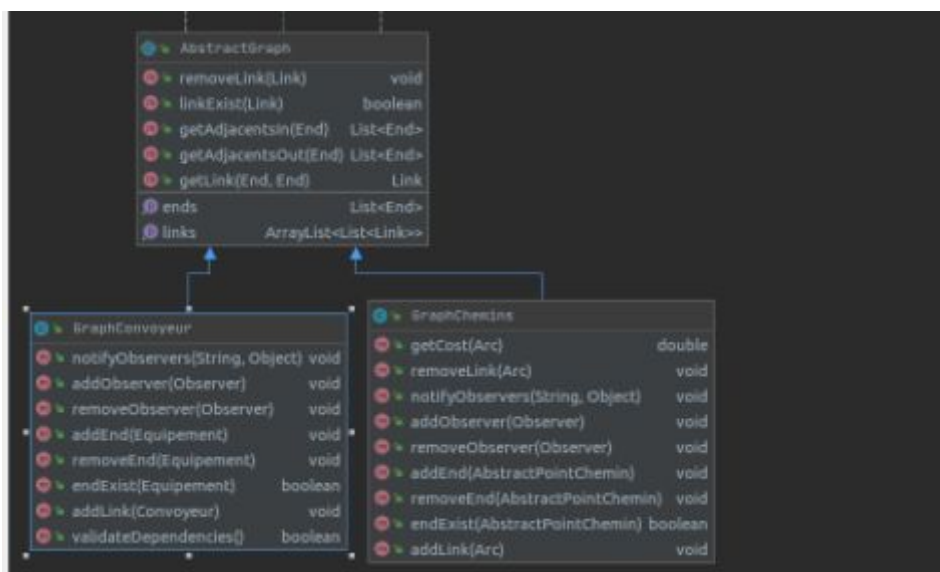 AbstractGraph
removeLink(Link) void
linkExist(Link) boolean
getAdjacentsIn(End) List<End>
getAdjacentsOut(End) List<End>
getLink(End, End) Link
ends List<End>
links ArrayList<List<Link>>
GraphConvoyeur
notifyObservers(String, Object) void
addObserver(Observer) void
removeObserver(Observer) void
addEnd(Equipement) void
removeEnd(Equipement) void
endExist(Equipement) boolean
addLink(Convoyeur) void
validateDependencies() boolean
GraphChemins
getCost(Arc) double
removeLink(Arc) void
notifyObservers(String, Object) void
addObserver(Observer) void
removeObserver(Observer) void
addEnd(AbstractPointChemin) void
removeEnd(AbstractPointChemin) void
endExist(AbstractPointChemin) boolean
addLink(Arc) void